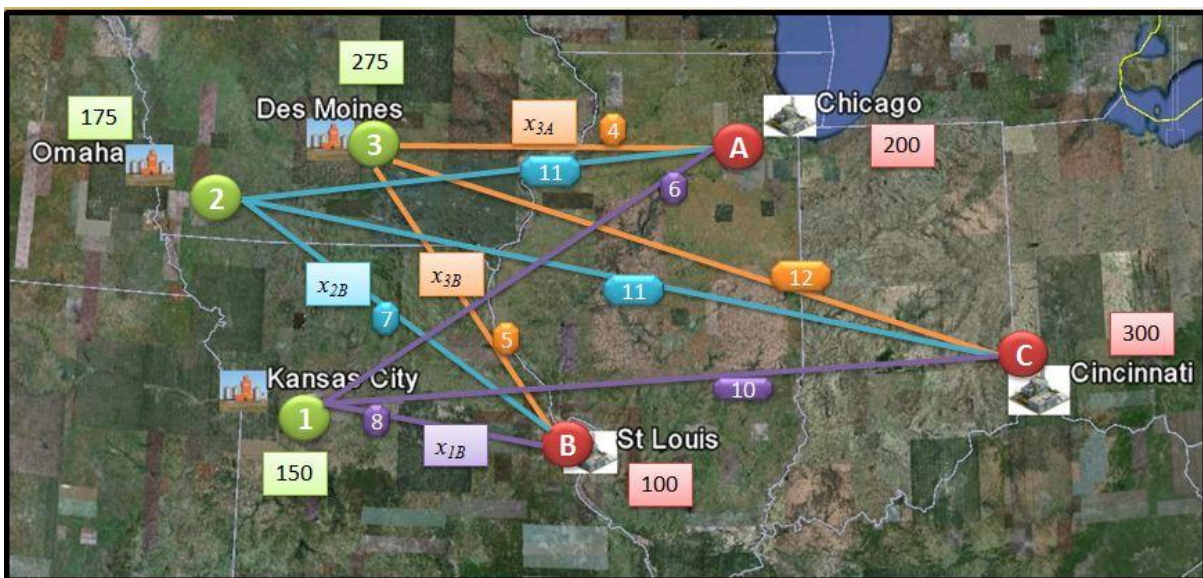 275
Des Moines
175
Omaha
3
x3A
4
A
Chicago
200
11
6
2
x2B
x3B
12
11
7
5
300
C
Cincinnati
Kansas City
1
8
10
x1B
B
St Louis
150
100